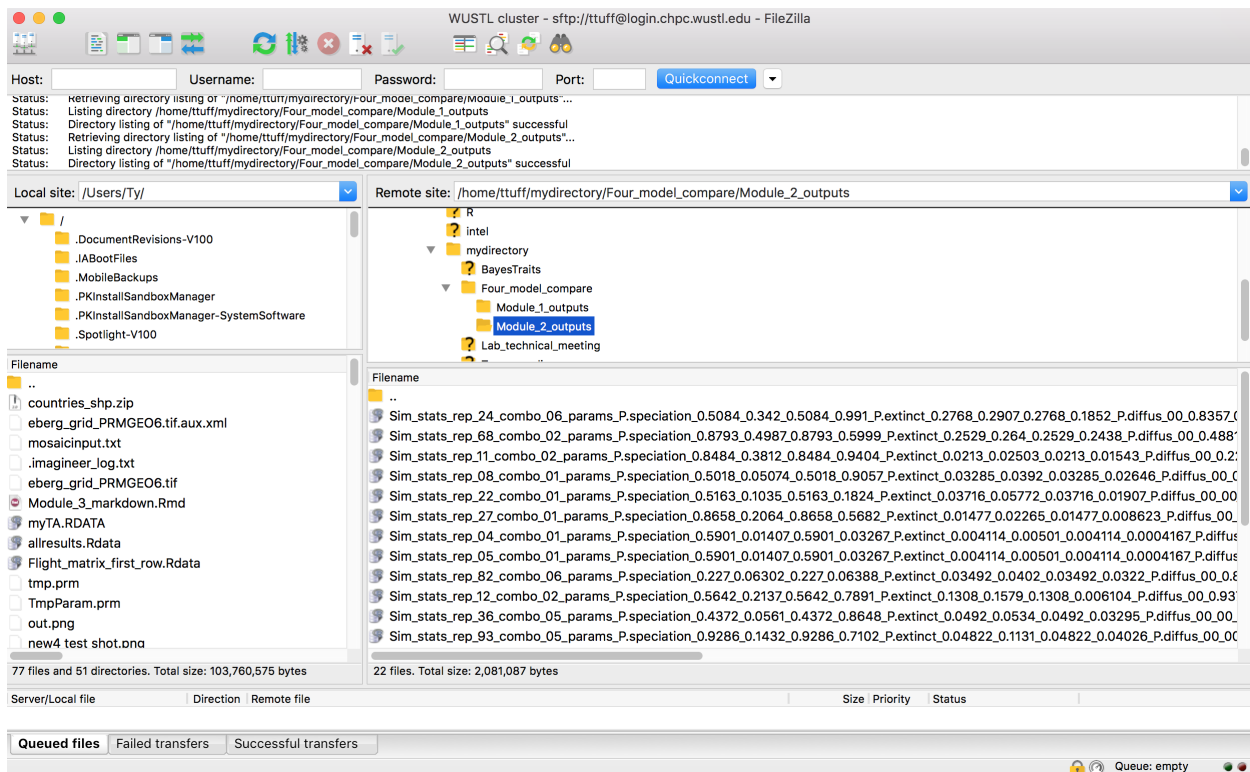 WUSTL cluster - sftp://ttuff@login.chpc.wustl.edu - FileZilla
Host: Username: Password: Port: Quickconnect
Status: Retrieving directory listing of "/home/ttuff/mydirectory/Four_model_compare/Module_1_outputs"...
Status: Listing directory /home/ttuff/mydirectory/Four_model_compare/Module_1_outputs
Status: Directory listing of "/home/ttuff/mydirectory/Four_model_compare/Module_1_outputs" successful
Status: Retrieving directory listing of "/home/ttuff/mydirectory/Four_model_compare/Module_2_outputs"...
Status: Listing directory /home/ttuff/mydirectory/Four_model_compare/Module_2_outputs
Status: Directory listing of "/home/ttuff/mydirectory/Four_model_compare/Module_2_outputs" successful
Local site: /Users/Ty/
/
.DocumentRevisions-V100
.IABootFiles
.MobileBackups
.PKInstallSandboxManager
.PKInstallSandboxManager-SystemSoftware
.Spotlight-V100
Filename
..
countries_shp.zip
eberg_grid_PRMGEO6.tif.aux.xml
mosaicinput.txt
.imagineer_log.txt
eberg_grid_PRMGEO6.tif
Module_3_markdown.Rmd
myTA.RDATA
allresults.Rdata
Flight_matrix_first_row.Rdata
tmp.prm
TmpParam.prm
out.png
new4 test shot.png
77 files and 51 directories. Total size: 103,760,575 bytes
Remote site: /home/ttuff/mydirectory/Four_model_compare/Module_2_outputs
R
intel
mydirectory
BayesTraits
Four_model_compare
Module_1_outputs
Module_2_outputs
Lab_technical_meeting
Filename
..
Sim_stats_rep_24_combo_06_params_P.speciation_0.5084_0.342_0.5084_0.991_P.extinct_0.2768_0.2907_0.2768_0.1852_P.diffus_00_0.8357_0
Sim_stats_rep_68_combo_02_params_P.speciation_0.8793_0.4987_0.8793_0.5999_P.extinct_0.2529_0.264_0.2529_0.2438_P.diffus_00_0.488
Sim_stats_rep_11_combo_02_params_P.speciation_0.8484_0.3812_0.8484_0.9404_P.extinct_0.0213_0.02503_0.0213_0.01543_P.diffus_00_0.2
Sim_stats_rep_08_combo_01_params_P.speciation_0.5018_0.05074_0.5018_0.9057_P.extinct_0.03285_0.0392_0.03285_0.02646_P.diffus_00_0
Sim_stats_rep_22_combo_01_params_P.speciation_0.5163_0.1035_0.5163_0.1824_P.extinct_0.03716_0.05772_0.03716_0.01907_P.diffus_00_00
Sim_stats_rep_27_combo_01_params_P.speciation_0.8658_0.2064_0.8658_0.5682_P.extinct_0.01477_0.02265_0.01477_0.008623_P.diffus_00_
Sim_stats_rep_04_combo_01_params_P.speciation_0.5901_0.01407_0.5901_0.03267_P.extinct_0.004114_0.00501_0.004114_0.0004167_P.diffus
Sim_stats_rep_05_combo_01_params_P.speciation_0.5901_0.01407_0.5901_0.03267_P.extinct_0.004114_0.00501_0.004114_0.0004167_P.diffus
Sim_stats_rep_82_combo_06_params_P.speciation_0.227_0.06302_0.227_0.06388_P.extinct_0.03492_0.0402_0.03492_0.0322_P.diffus_00_0.8
Sim_stats_rep_12_combo_02_params_P.speciation_0.5642_0.2137_0.5642_0.7891_P.extinct_0.1308_0.1579_0.1308_0.006104_P.diffus_00_0.93
Sim_stats_rep_36_combo_05_params_P.speciation_0.4372_0.0561_0.4372_0.8648_P.extinct_0.0492_0.0534_0.0492_0.03295_P.diffus_00_00_
Sim_stats_rep_93_combo_05_params_P.speciation_0.9286_0.1432_0.9286_0.7102_P.extinct_0.04822_0.1131_0.04822_0.04026_P.diffus_00_00
22 files. Total size: 2,081,087 bytes
Server/Local file Direction Remote file Size Priority Status
Queued files Failed transfers Successful transfers
Queue: empty